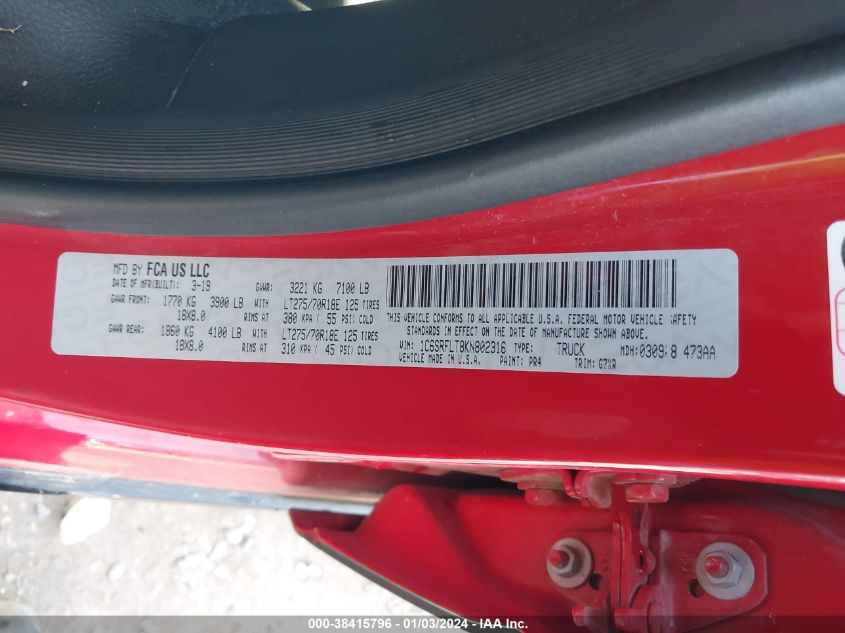 MFD BY FCA US LLC
DATE OF MFR(BUILT): 3-19 GVWR: 3221 KG 7100 LB
GAWR FRONT: 1770 KG 3900 LB WITH LT275/70R18E 125 TIRES
18X8.0 RIMS AT 380 KPA ( 55 PSI) COLD
GAWR REAR: 1860 KG 4100 LB WITH LT275/70R18E 125 TIRES
18X8.0 RIMS AT 310 KPA ( 45 PSI) COLD
THIS VEHICLE CONFORMS TO ALL APPLICABLE U.S.A. FEDERAL MOTOR VEHICLE SAFETY
STANDARDS IN EFFECT ON THE DATE OF MANUFACTURE SHOWN ABOVE.
VIN: 1C6SRFLT8KN802316 TYPE: TRUCK MDH: 473AA
VEHICLE MADE IN U.S.A. PAINT: PR4 TRIM: G7XR
000-38415796 - 01/03/2024 - IAA Inc.